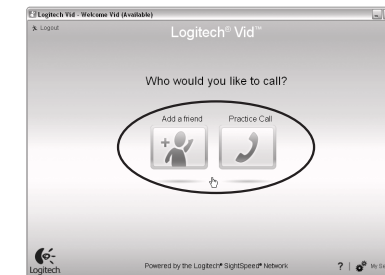 Logitech Vid - Welcome Vid (Available)
Logout
Logitech® Vid™
Who would you like to call?
Add a friend
Practice Call
Logitech
Powered by the Logitech® SightSpeed® Network
?
My